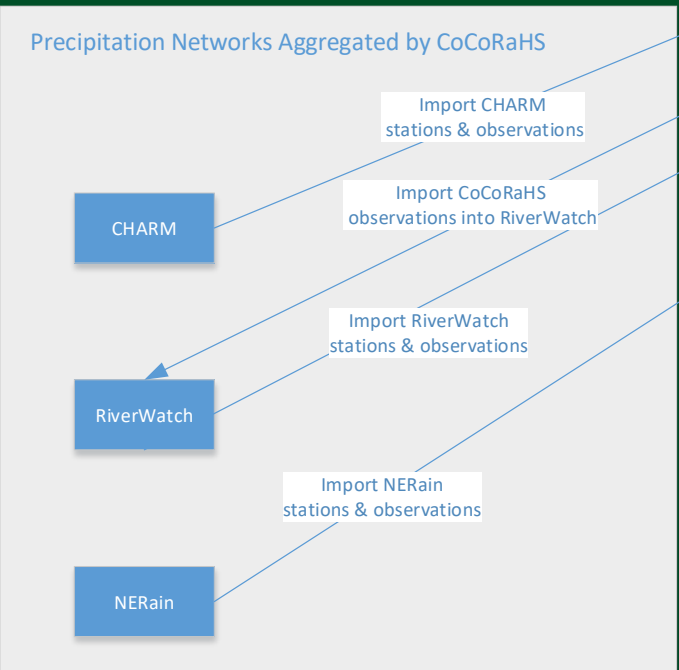 Precipitation Networks Aggregated by CoCoRaHS
Import CHARM
stations & observations
Import CoCoRaHS
observations into RiverWatch
CHARM
Import RiverWatch
stations & observations
RiverWatch
Import NERain
stations & observations
NERain